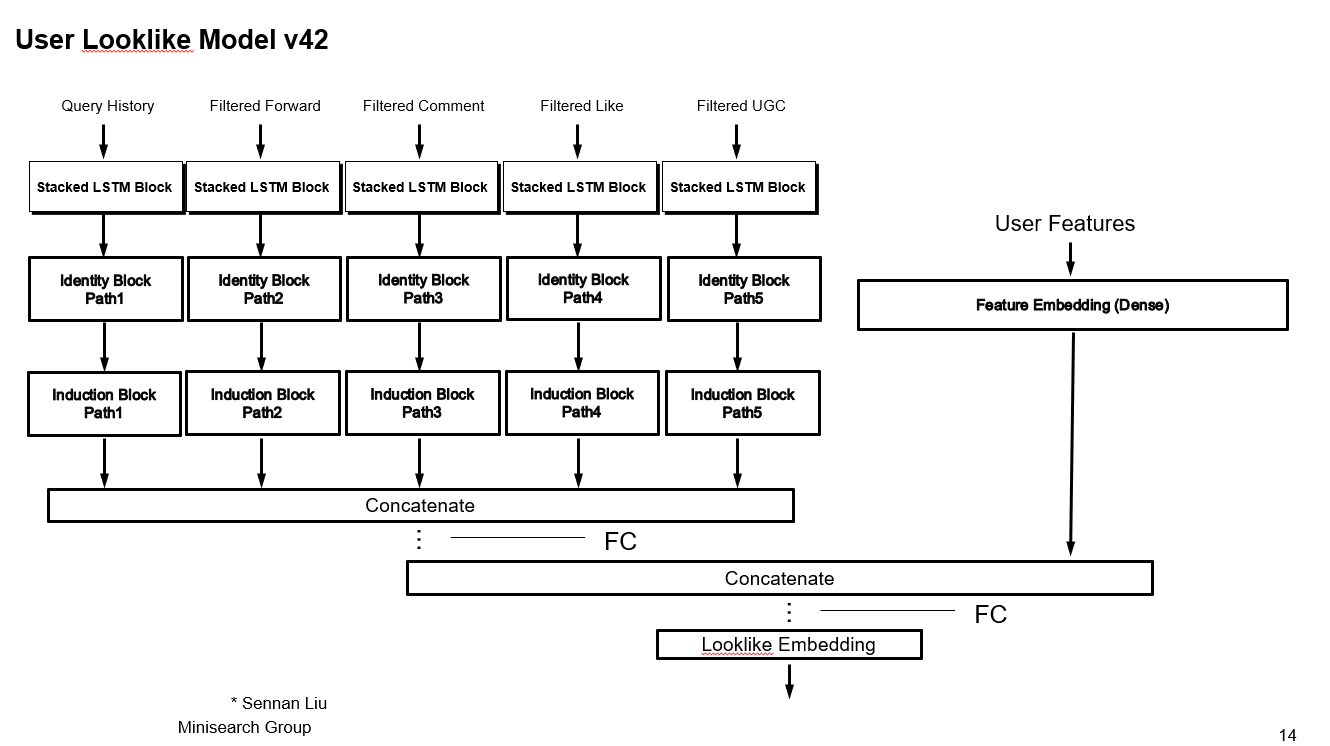 User Looklike Model v42
Query History
Filtered Forward
Filtered Comment
Filtered Like
Filtered UGC
Stacked LSTM Block
Stacked LSTM Block
Stacked LSTM Block
Stacked LSTM Block
Stacked LSTM Block
User Features
Identity Block
Path1
Identity Block
Path2
Identity Block
Path3
Identity Block
Path4
Identity Block
Path5
Feature Embedding (Dense)
Induction Block
Path1
Induction Block
Path2
Induction Block
Path3
Induction Block
Path4
Induction Block
Path5
Concatenate
FC
Concatenate
FC
Looklike Embedding
* Sennan Liu
Minisearch Group
14